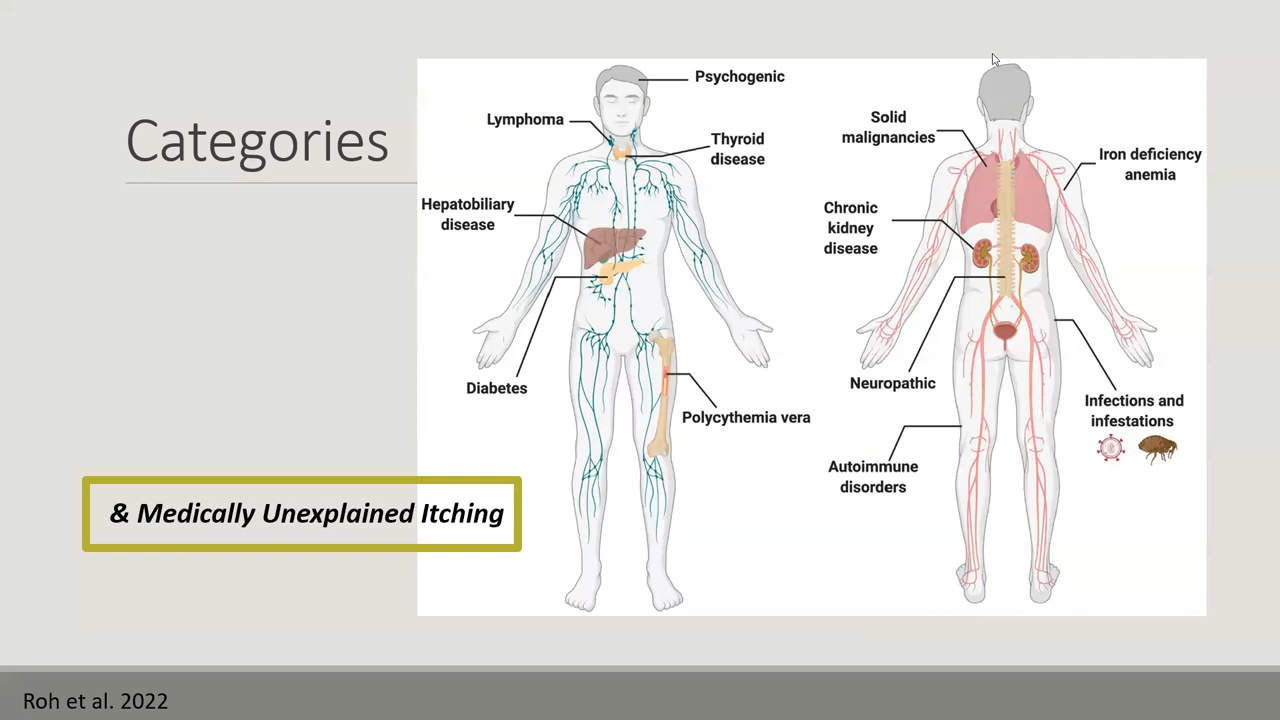 Categories
Psychogenic
Lymphoma
Thyroid
disease
Hepatobiliary
disease
Diabetes
Polycythemia vera
Solid
malignancies
Iron deficiency
anemia
Chronic
kidney
disease
Neuropathic
Infections and
infestations
Autoimmune
disorders
& Medically Unexplained Itching
Roh et al. 2022